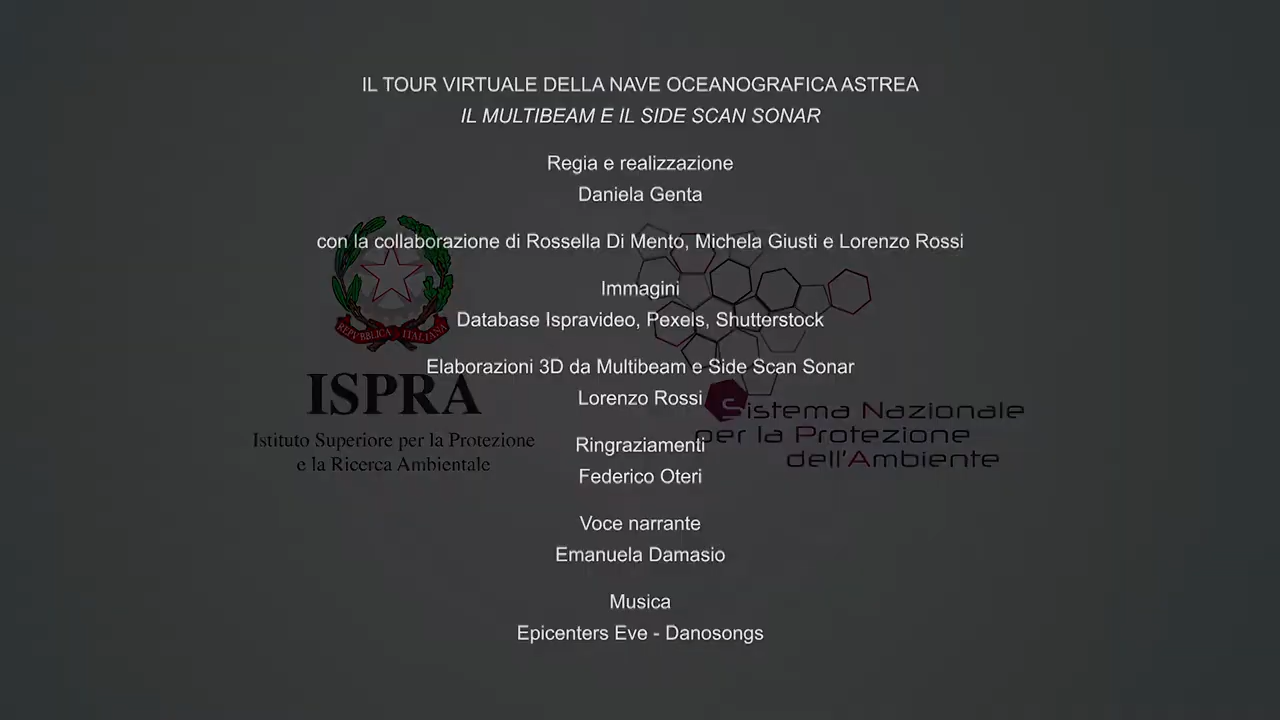 IL TOUR VIRTUALE DELLA NAVE OCEANOGRAFICA ASTREA
IL MULTIBEAM E IL SIDE SCAN SONAR
Regia e realizzazione
Daniela Genta
con la collaborazione di Rossella Di Mento, Michela Giusti e Lorenzo Rossi
Immagini
Database Ispravideo, Pexels, Shutterstock
Elaborazioni 3D da Multibeam e Side Scan Sonar
Lorenzo Rossi
Ringraziamenti
Federico Oteri
Voce narrante
Emanuela Damasio
Musica
Epicenters Eve - Danosongs
REPVBBLICA ITALIANA
ISPRA
Istituto Superiore per la Protezione
e la Ricerca Ambientale
Sistema Nazionale
per la Protezione
dell'Ambiente